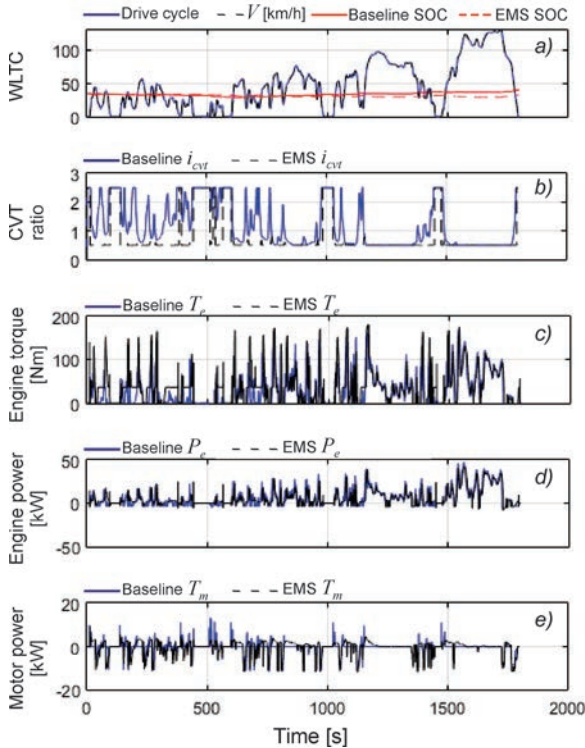 Drive cycle V [km/h] Baseline SOC EMS SOC
WLTC
100
50
0
a)
Baseline i_cvt EMS i_cvt
CVT ratio
3
2
1
0
b)
Baseline T_e EMS T_e
Engine torque [Nm]
200
100
0
c)
Baseline P_e EMS P_e
Engine power [kW]
50
0
-50
d)
Baseline T_m EMS T_m
Motor power [kW]
20
0
-20
e)
0 500 1000 1500 2000
Time [s]